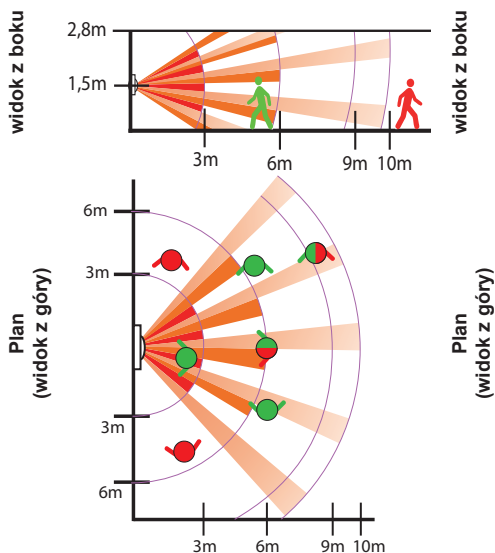 2,8m
1,5m
widok z boku
widok z boku
3m
6m
9m
10m
6m
3m
Plan
(widok z góry)
Plan
(widok z góry)
3m
6m
3m
6m
9m
10m